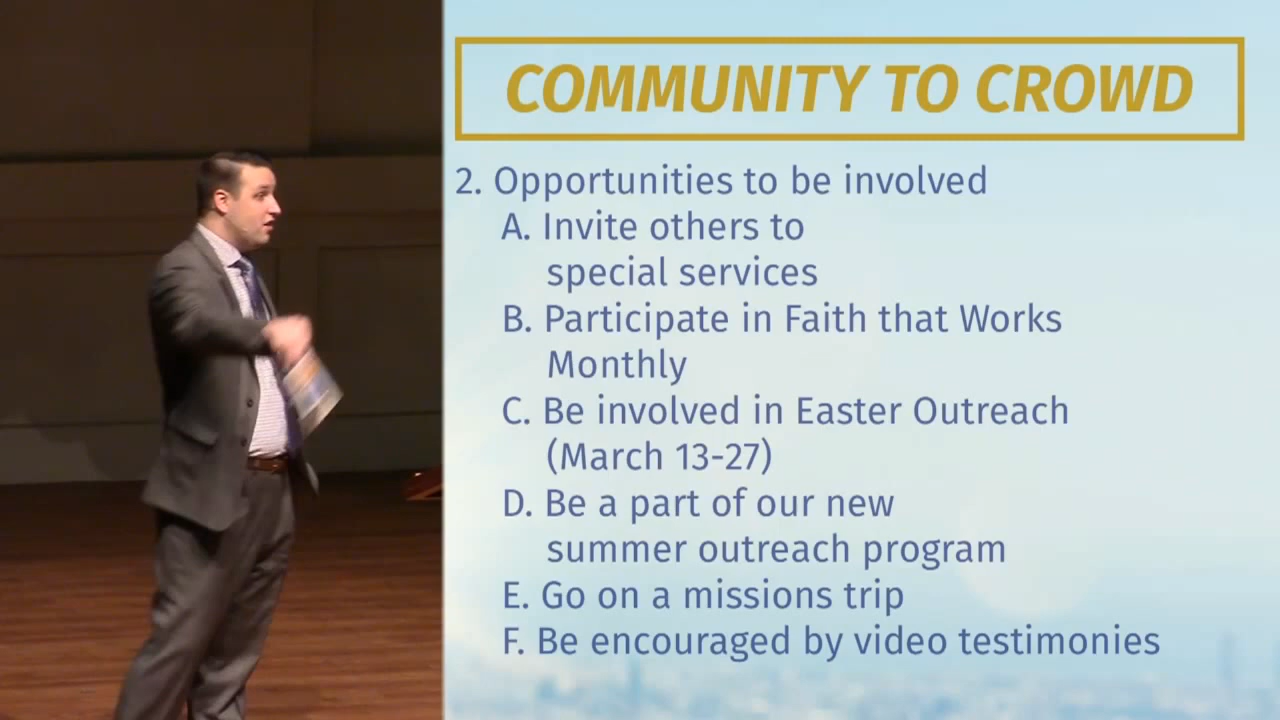 COMMUNITY TO CROWD
2. Opportunities to be involved
A. Invite others to
special services
B. Participate in Faith that Works
Monthly
C. Be involved in Easter Outreach
(March 13-27)
D. Be a part of our new
summer outreach program
E. Go on a missions trip
F. Be encouraged by video testimonies